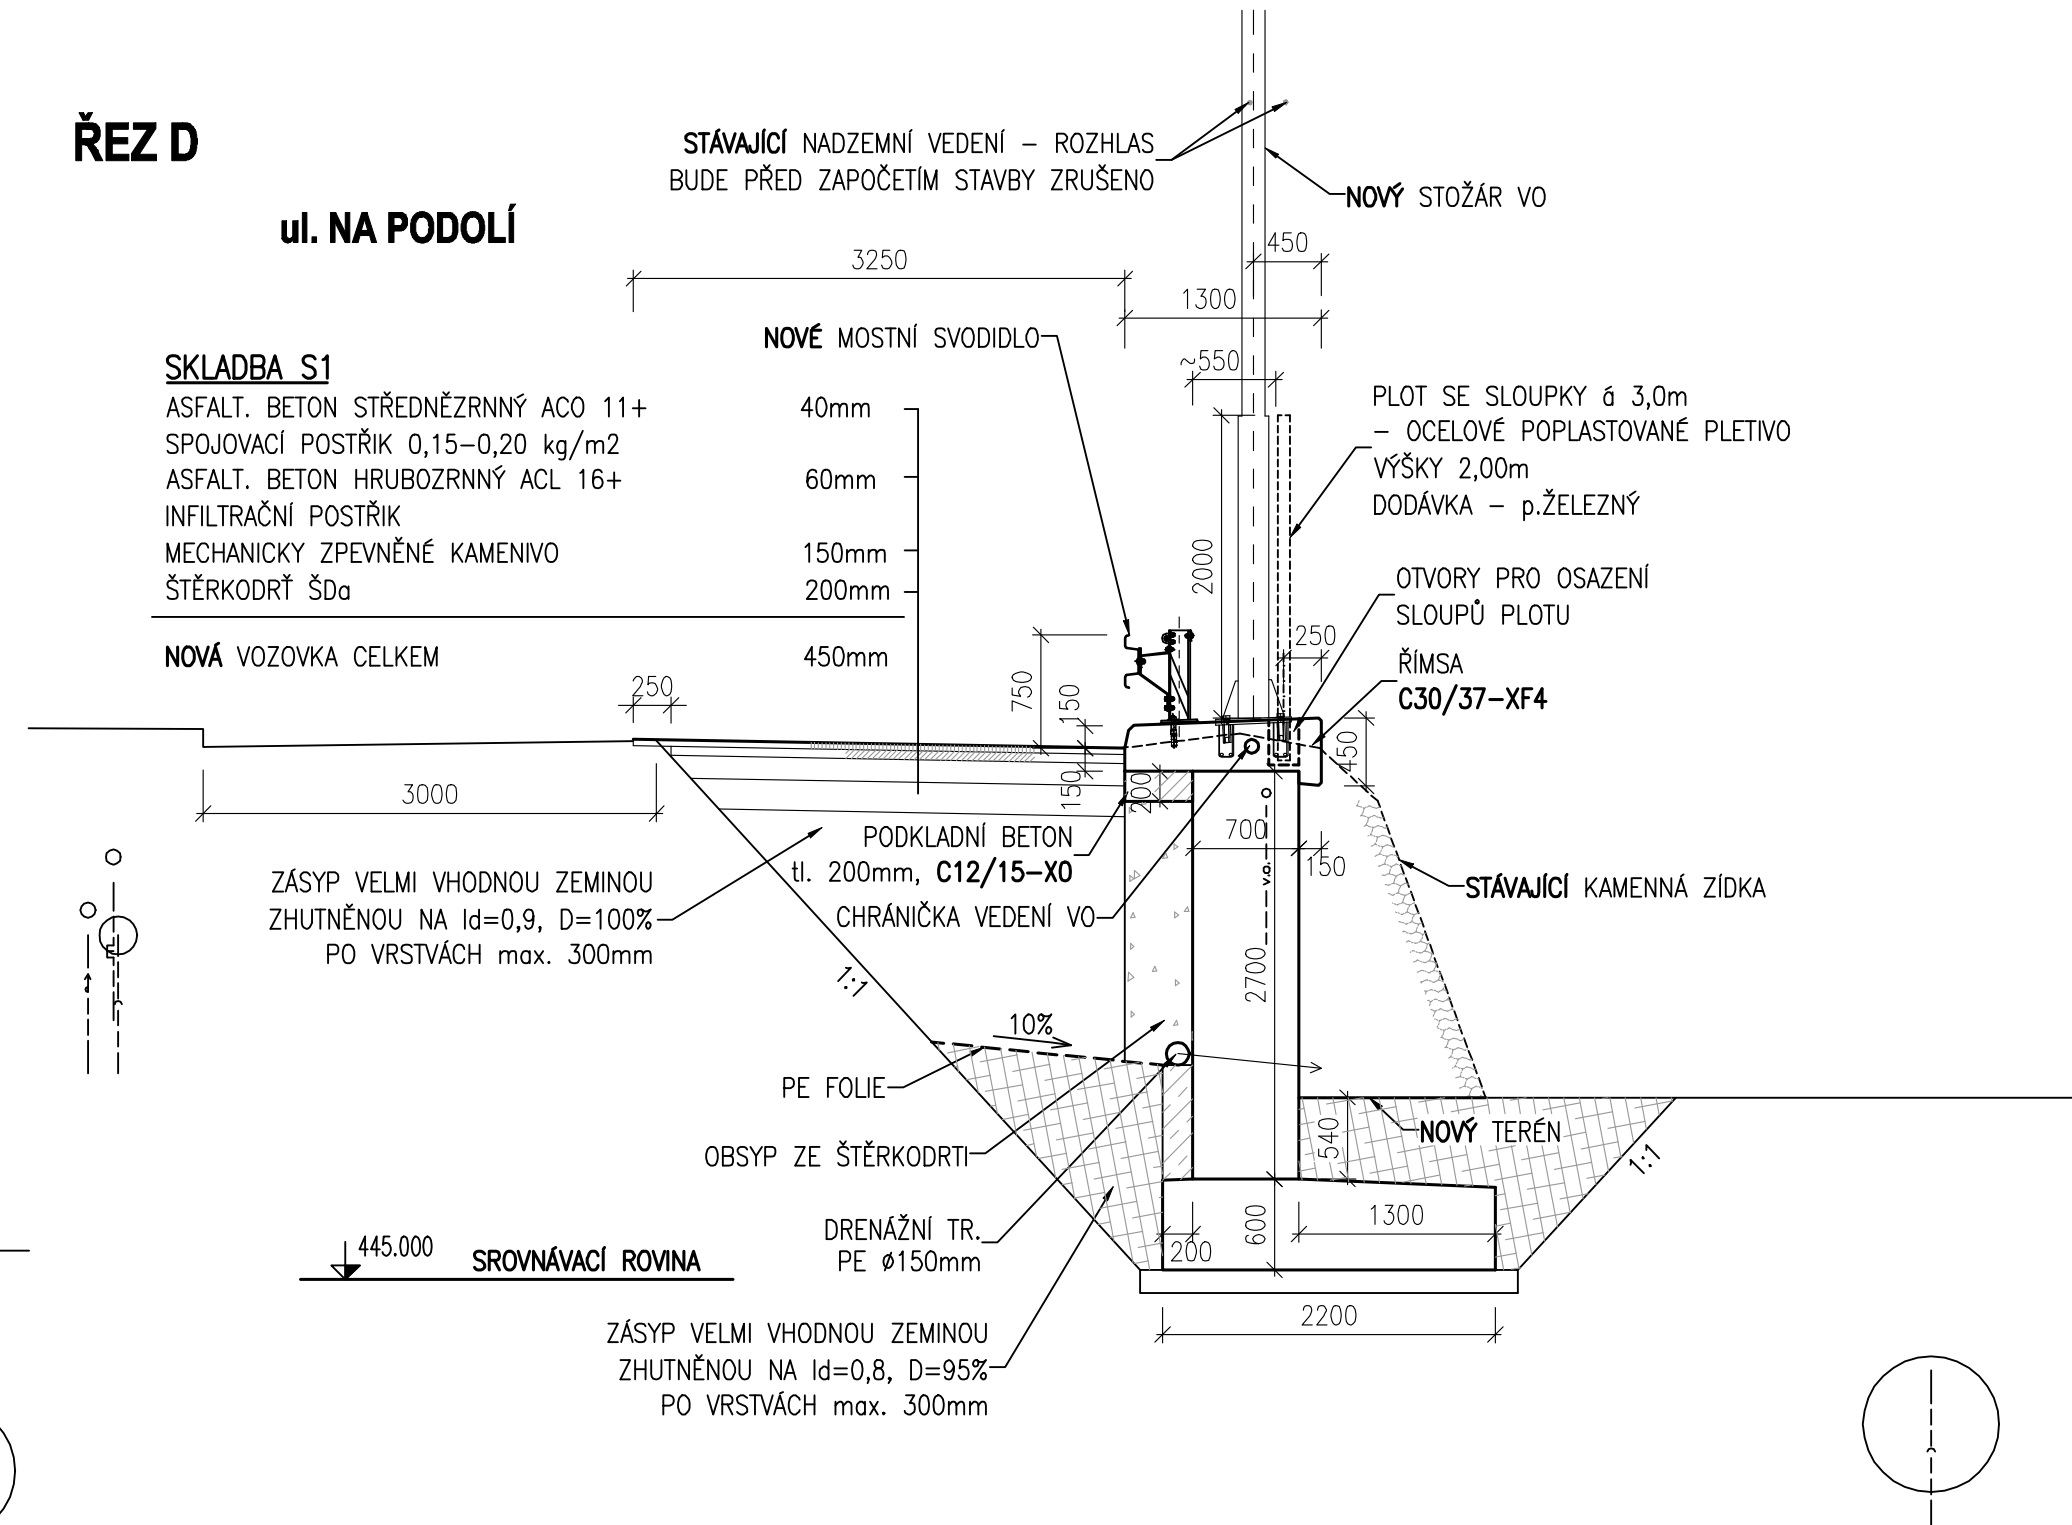 ŘEZ D
ul. NA PODOLÍ
STÁVAJÍCÍ NADZEMNÍ VEDENÍ – ROZHLAS
BUDE PŘED ZAPOČETÍM STAVBY ZRUŠENO
NOVÝ STOŽÁR VO
450
3250
1300
NOVÉ MOSTNÍ SVODIDLO
~550
SKLADBA S1
ASFALT. BETON STŘEDNĚZRNNÝ ACO 11+ 40mm
SPOJOVACÍ POSTŘIK 0,15–0,20 kg/m2
ASFALT. BETON HRUBOZRNNÝ ACL 16+ 60mm
INFILTRAČNÍ POSTŘIK
MECHANICKY ZPEVNĚNÉ KAMENIVO 150mm
ŠTĚRKODRŤ ŠDa 200mm
NOVÁ VOZOVKA CELKEM 450mm
PLOT SE SLOUPKY á 3,0m
– OCELOVÉ POPLASTOVANÉ PLETIVO
VÝŠKY 2,00m
DODÁVKA – p.ŽELEZNÝ
2000
OTVORY PRO OSAZENÍ
SLOUPŮ PLOTU
250
ŘÍMSA
C30/37–XF4
250
750
150
450
150
200
3000
PODKLADNÍ BETON
tl. 200mm, C12/15–X0
CHRÁNIČKA VEDENÍ VO
700
150
v.o.
STÁVAJÍCÍ KAMENNÁ ZÍDKA
ZÁSYP VELMI VHODNOU ZEMINOU
ZHUTNĚNOU NA Id=0,9, D=100%
PO VRSTVÁCH max. 300mm
1:1
2700
10%
PE FOLIE
OBSYP ZE ŠTĚRKODRTI
NOVÝ TERÉN
540
1:1
DRENÁŽNÍ TR.
PE ø150mm
200
600
1300
445.000
SROVNÁVACÍ ROVINA
2200
ZÁSYP VELMI VHODNOU ZEMINOU
ZHUTNĚNOU NA Id=0,8, D=95%
PO VRSTVÁCH max. 300mm